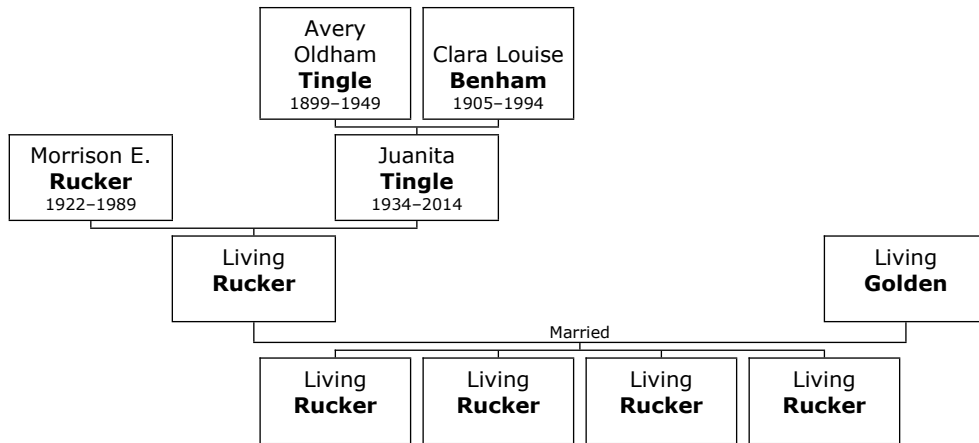 Avery
Oldham
Tingle
1899–1949
Clara Louise
Benham
1905–1994
Morrison E.
Rucker
1922–1989
Juanita
Tingle
1934–2014
Living
Rucker
Living
Golden
Married
Living
Rucker
Living
Rucker
Living
Rucker
Living
Rucker